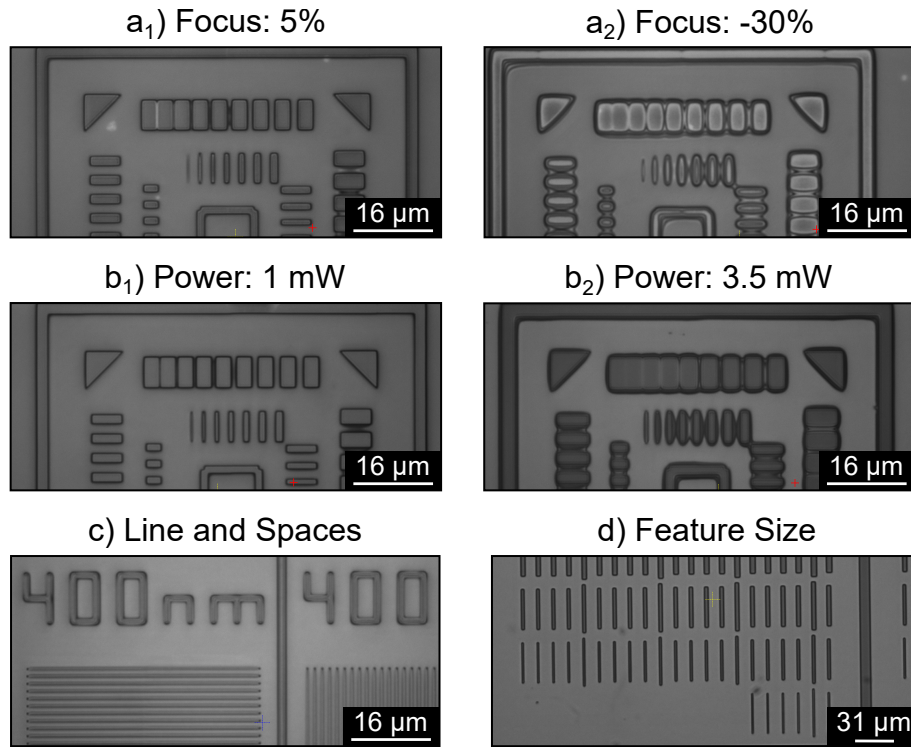 a₁) Focus: 5%
a₂) Focus: -30%
16 µm
16 µm
b₁) Power: 1 mW
b₂) Power: 3.5 mW
16 µm
16 µm
c) Line and Spaces
d) Feature Size
400nm 400
16 µm
31 µm